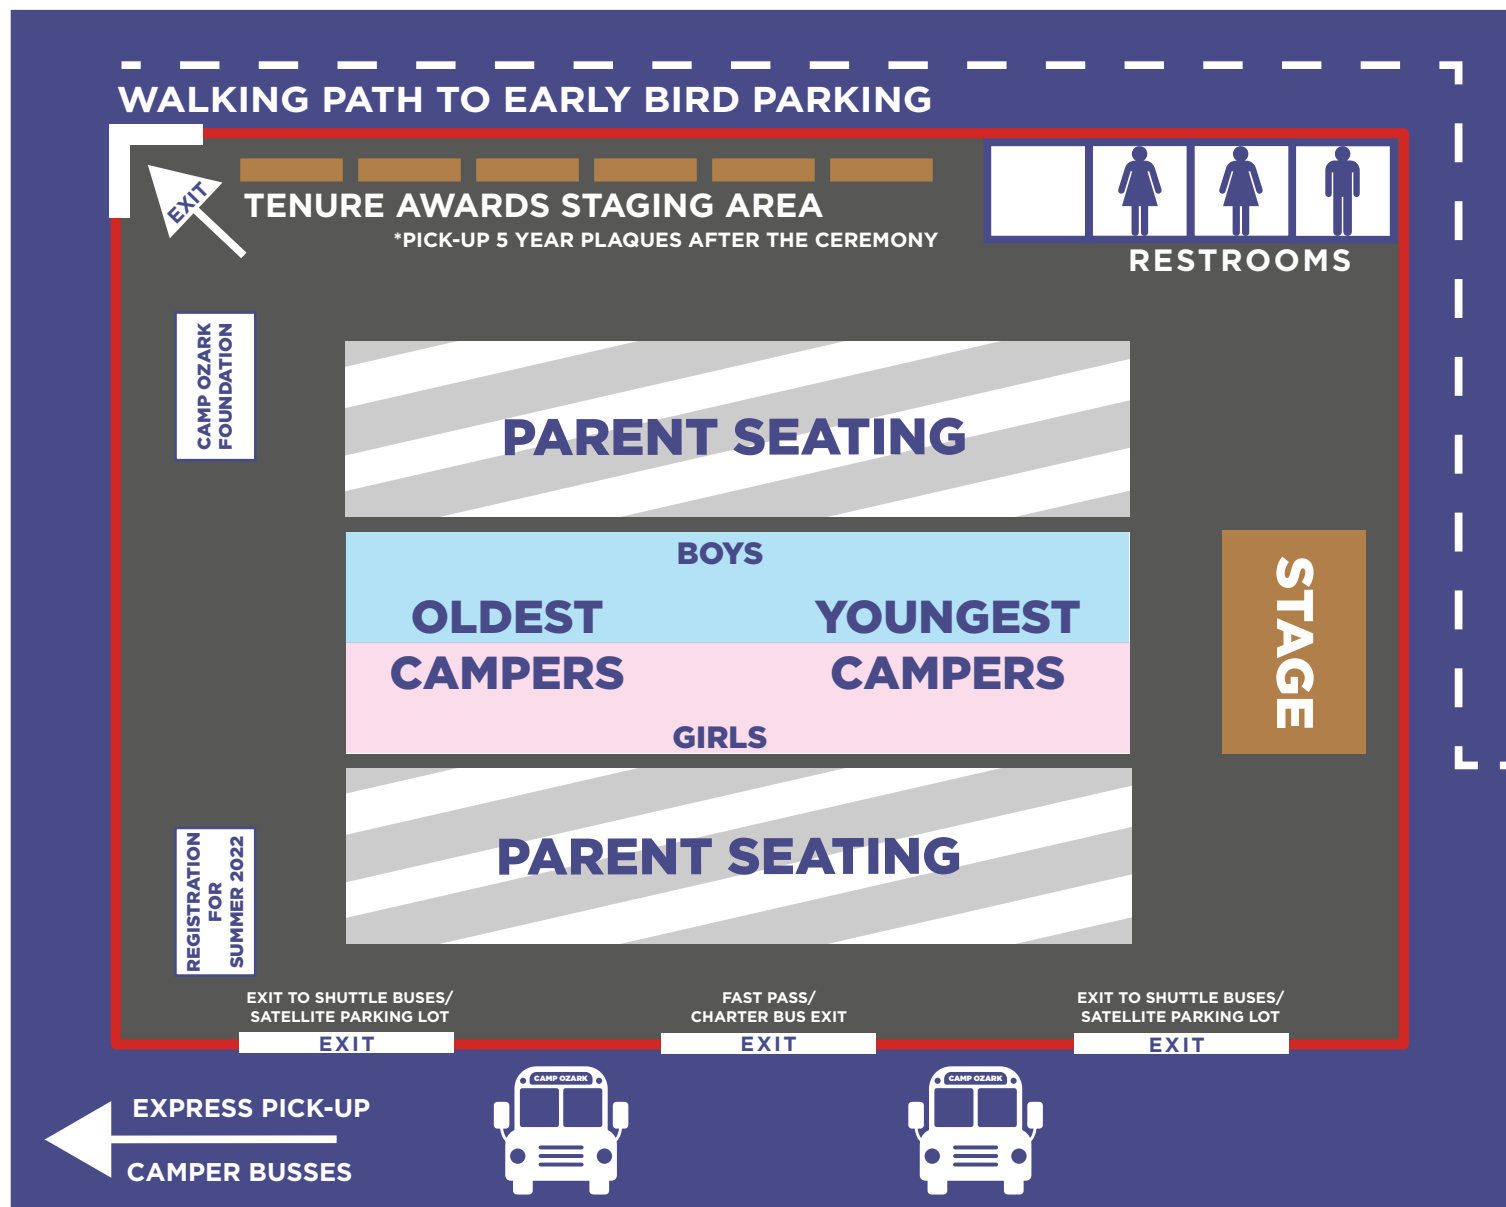 WALKING PATH TO EARLY BIRD PARKING
EXIT
TENURE AWARDS STAGING AREA
*PICK-UP 5 YEAR PLAQUES AFTER THE CEREMONY
RESTROOMS
CAMP OZARK
FOUNDATION
PARENT SEATING
BOYS
OLDEST
CAMPERS
YOUNGEST
CAMPERS
GIRLS
STAGE
PARENT SEATING
REGISTRATION
FOR
SUMMER 2022
EXIT TO SHUTTLE BUSES/
SATELLITE PARKING LOT
EXIT
FAST PASS/
CHARTER BUS EXIT
EXIT
EXIT TO SHUTTLE BUSES/
SATELLITE PARKING LOT
EXIT
EXPRESS PICK-UP
CAMPER BUSSES
CAMP OZARK
CAMP OZARK